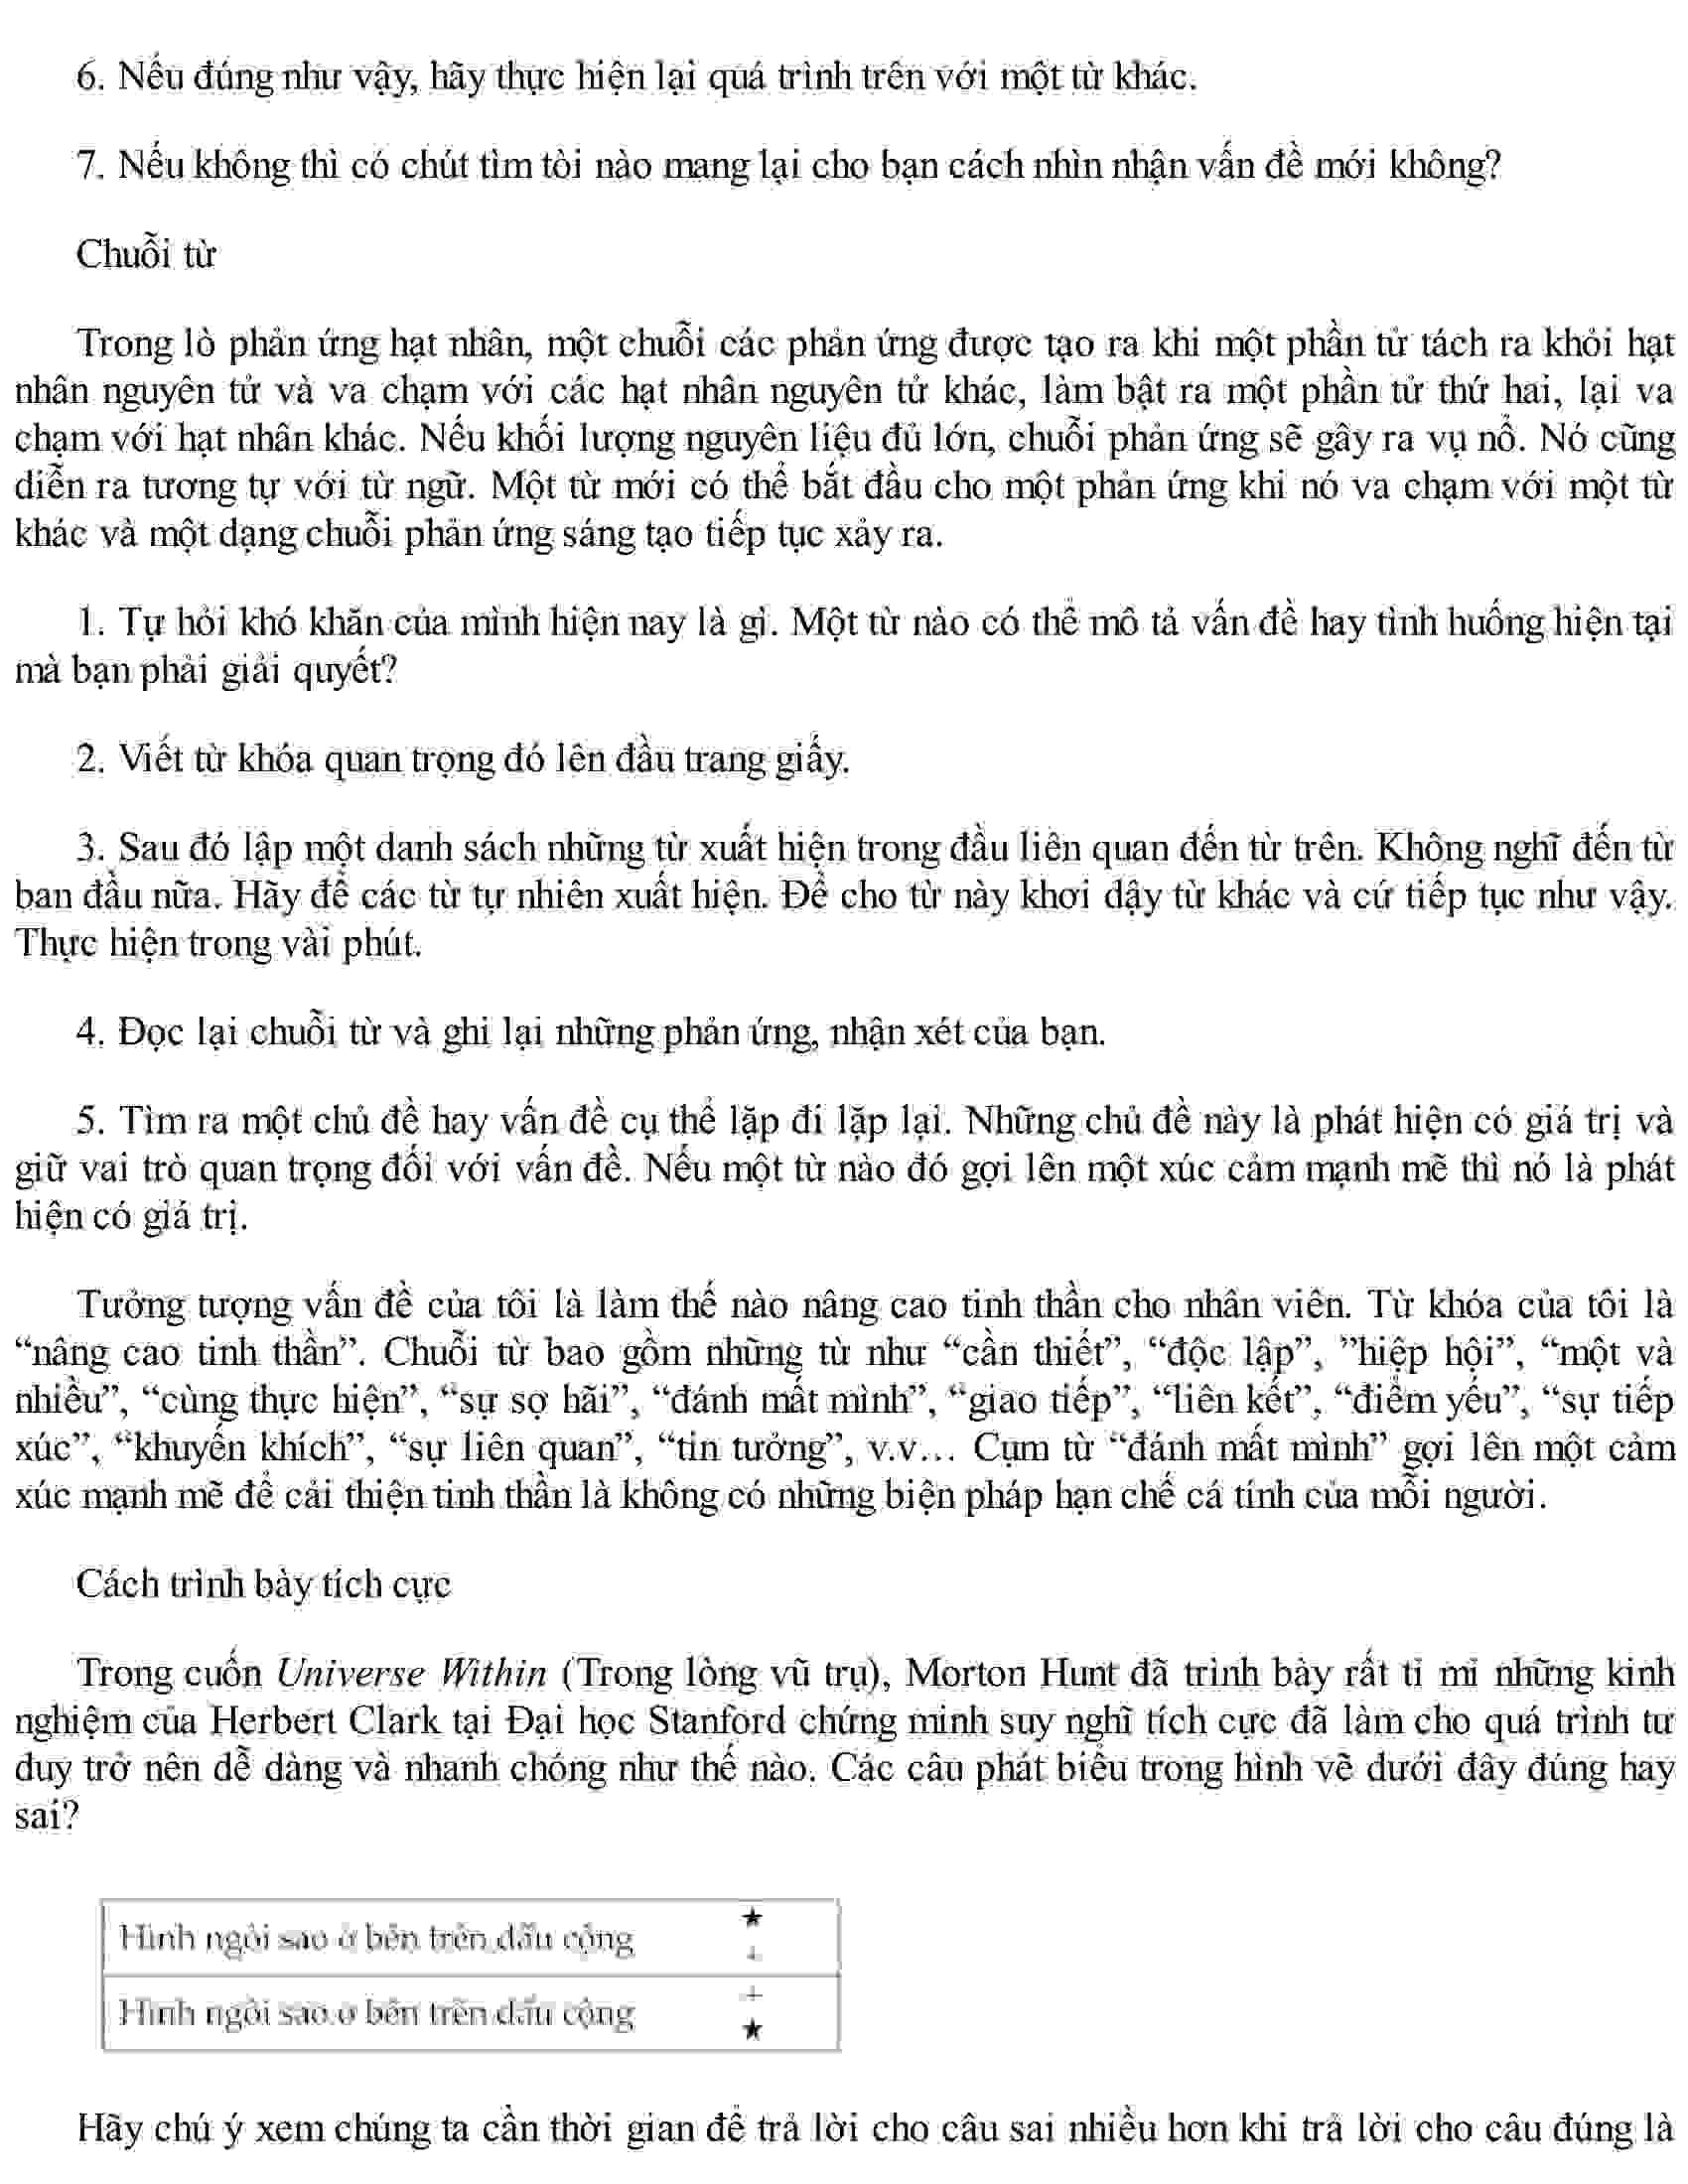 6. Nếu đúng như vậy, hãy thực hiện lại quá trình trên với một từ khác.
7. Nếu không thì có chút tìm tòi nào mang lại cho bạn cách nhìn nhận vấn đề mới không?
Chuỗi từ
Trong lò phản ứng hạt nhân, một chuỗi các phản ứng được tạo ra khi một phần tử tách ra khỏi hạt
nhân nguyên tử và va chạm với các hạt nhân nguyên tử khác, làm bật ra một phần tử thứ hai, lại va
chạm với hạt nhân khác. Nếu khối lượng nguyên liệu đủ lớn, chuỗi phản ứng sẽ gây ra vụ nổ. Nó cũng
diễn ra tương tự với từ ngữ. Một từ mới có thể bắt đầu cho một phản ứng khi nó va chạm với một từ
khác và một dạng chuỗi phản ứng sáng tạo tiếp tục xảy ra.
1. Tự hỏi khó khăn của mình hiện nay là gì. Một từ nào có thể mô tả vấn đề hay tình huống hiện tại
mà bạn phải giải quyết?
2. Viết từ khóa quan trọng đó lên đầu trang giấy.
3. Sau đó lập một danh sách những từ xuất hiện trong đầu liên quan đến từ trên. Không nghĩ đến từ
ban đầu nữa. Hãy để các từ tự nhiên xuất hiện. Để cho từ này khơi dậy từ khác và cứ tiếp tục như vậy.
Thực hiện trong vài phút.
4. Đọc lại chuỗi từ và ghi lại những phản ứng, nhận xét của bạn.
5. Tìm ra một chủ đề hay vấn đề cụ thể lặp đi lặp lại. Những chủ đề này là phát hiện có giá trị và
giữ vai trò quan trọng đối với vấn đề. Nếu một từ nào đó gợi lên một xúc cảm mạnh mẽ thì nó là phát
hiện có giá trị.
Tưởng tượng vấn đề của tôi là làm thế nào nâng cao tinh thần cho nhân viên. Từ khóa của tôi là
“nâng cao tinh thần”. Chuỗi từ bao gồm những từ như “cần thiết”, “độc lập”, ”hiệp hội”, “một và
nhiều”, “cùng thực hiện”, “sự sợ hãi”, “đánh mất mình”, “giao tiếp”, “liên kết”, “điểm yếu”, “sự tiếp
xúc”, “khuyến khích”, “sự liên quan”, “tin tưởng”, v.v… Cụm từ “đánh mất mình” gợi lên một cảm
xúc mạnh mẽ để cải thiện tinh thần là không có những biện pháp hạn chế cá tính của mỗi người.
Cách trình bày tích cực
Trong cuốn Universe Within (Trong lòng vũ trụ), Morton Hunt đã trình bày rất tỉ mỉ những kinh
nghiệm của Herbert Clark tại Đại học Stanford chứng minh suy nghĩ tích cực đã làm cho quá trình tư
duy trở nên dễ dàng và nhanh chóng như thế nào. Các câu phát biểu trong hình vẽ dưới đây đúng hay
sai?
Hình ngôi sao ở bên trên dấu cộng ★ +
Hình ngôi sao ở bên trên dấu cộng + ★
Hãy chú ý xem chúng ta cần thời gian để trả lời cho câu sai nhiều hơn khi trả lời cho câu đúng là